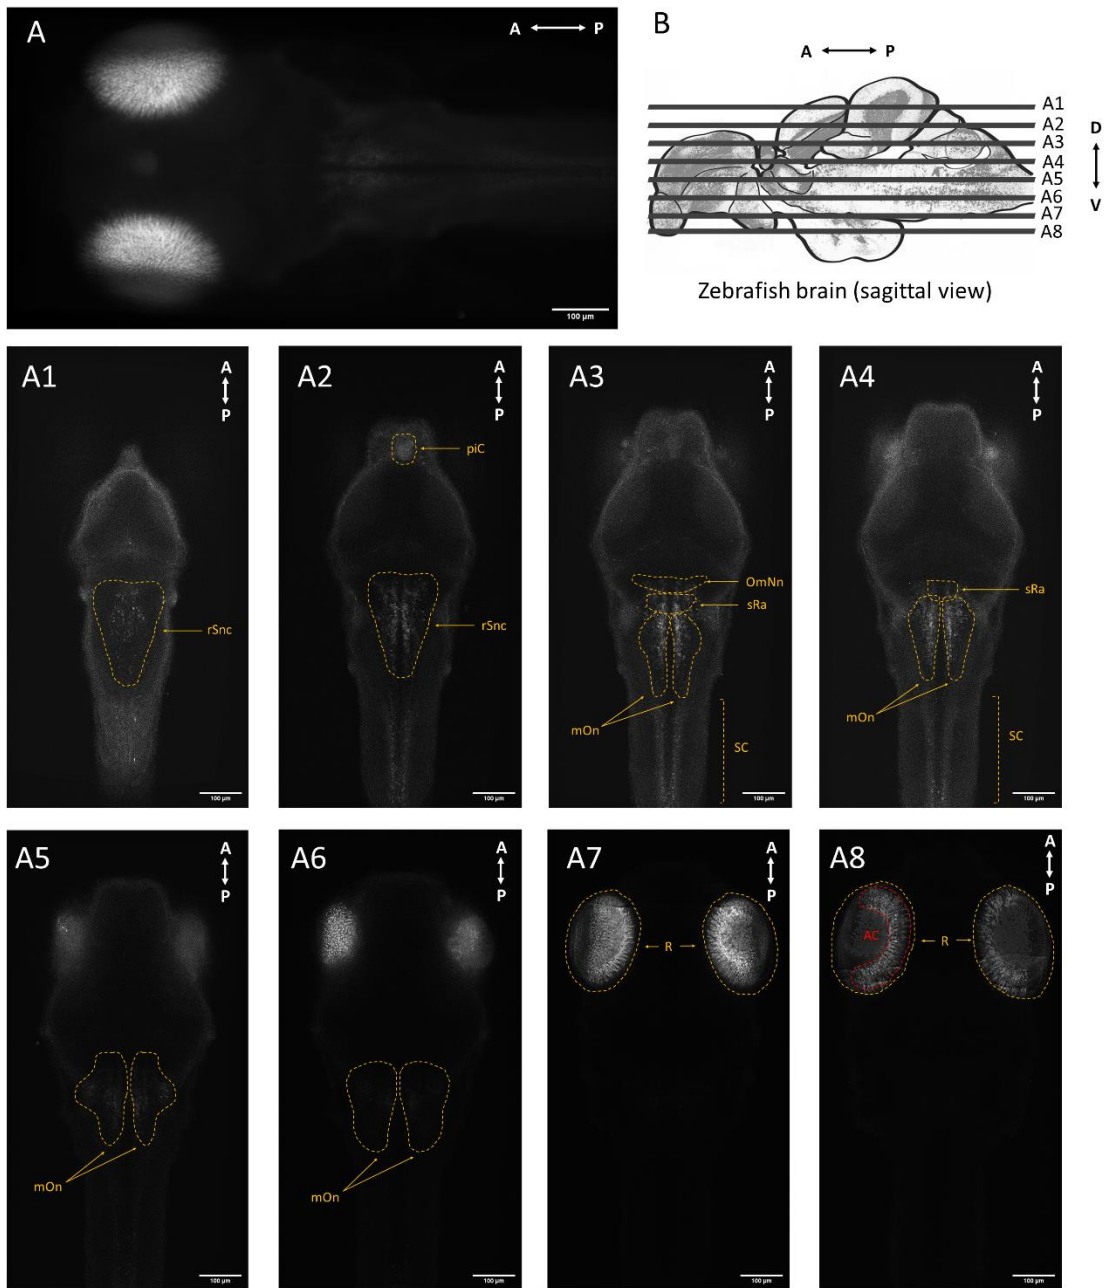 A
A P
100 µm
B
A P
A1
A2
A3
A4
A5
A6
A7
A8
D
V
Zebrafish brain (sagittal view)
A1
A
P
rSnc
100 µm
A2
A
P
piC
rSnc
100 µm
A3
A
P
OmNn
sRa
mOn
SC
100 µm
A4
A
P
sRa
mOn
SC
100 µm
A5
A
P
mOn
100 µm
A6
A
P
mOn
100 µm
A7
A
P
R
100 µm
A8
A
P
AC
R
100 µm